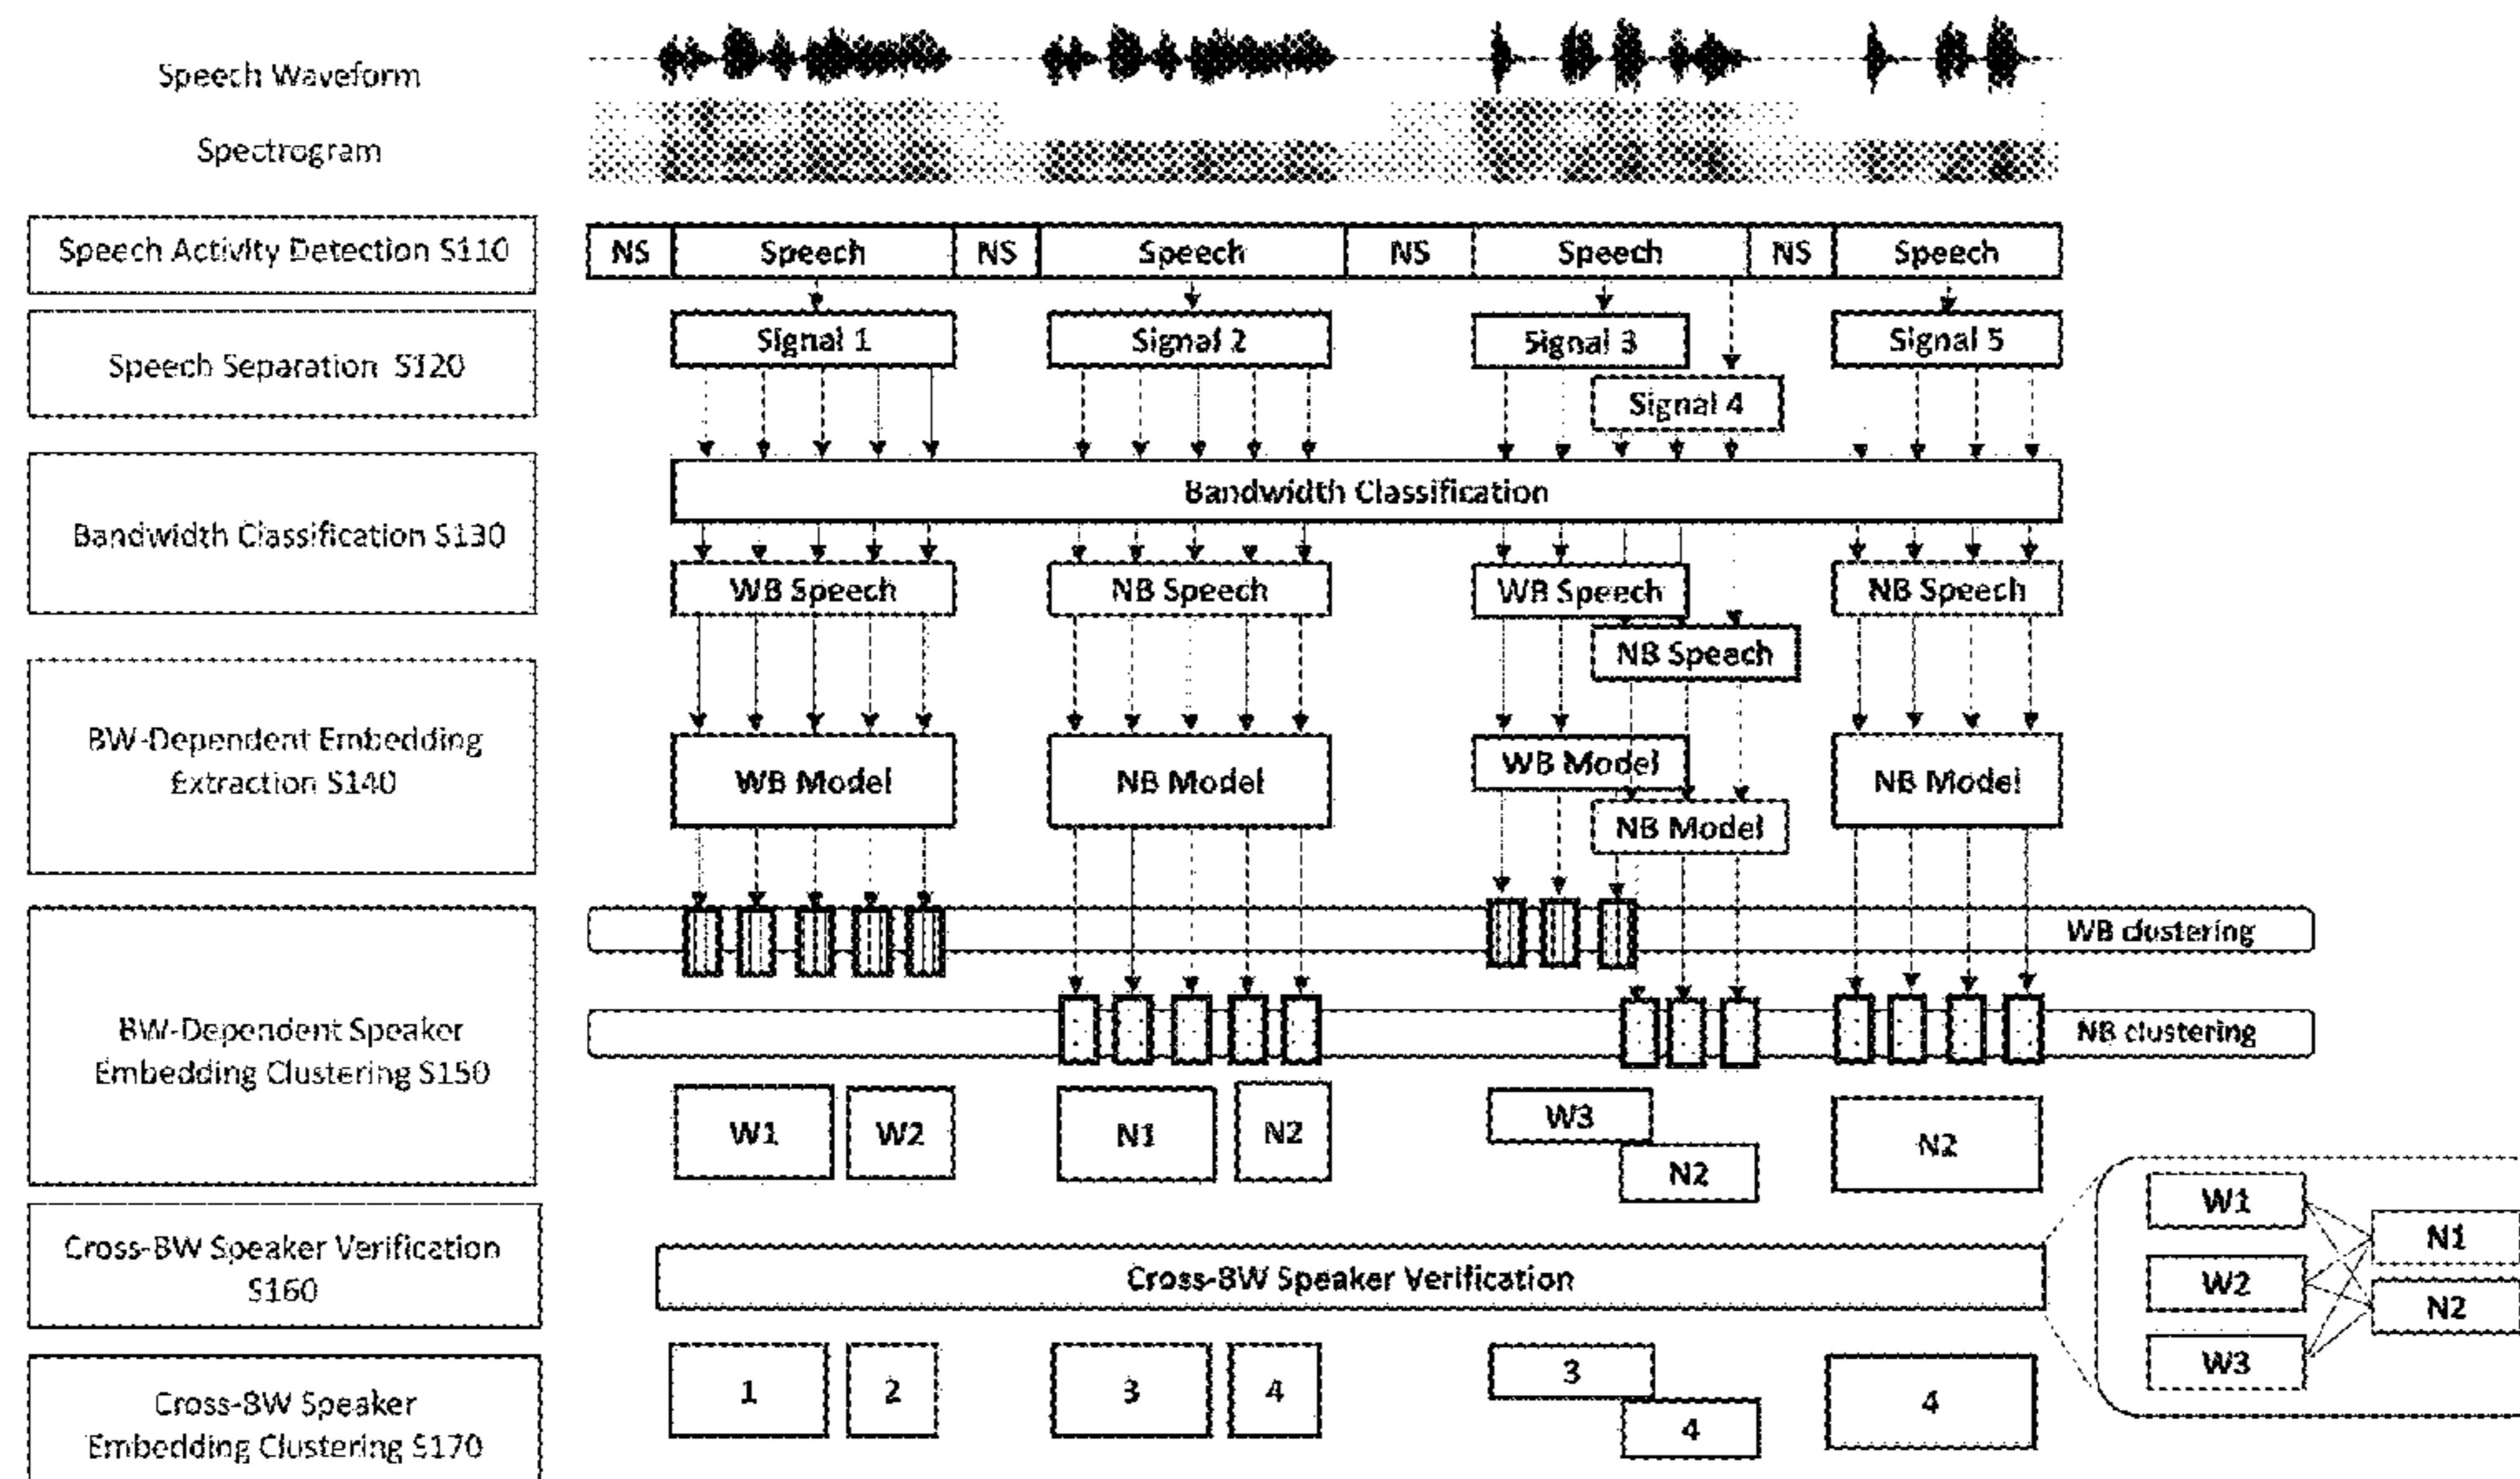 Speech Waveform
Spectrogram
Speech Activity Detection S110
NS Speech NS Speech NS Speech NS Speech
Speech Separation S120
Signal 1 Signal 2 Signal 3 Signal 5
Signal 4
Bandwidth Classification
Bandwidth Classification S130
WB Speech NB Speech WB Speech NB Speech
NB Speech
BW-Dependent Embedding
Extraction S140
WB Model NB Model WB Model NB Model
NB Model
WB clustering
NB clustering
BW-Dependent Speaker
Embedding Clustering S150
W1 W2 N1 N2 W3 N2
N2
Cross-BW Speaker Verification
S160
Cross-BW Speaker Verification
W1
N1
W2
N2
W3
Cross-BW Speaker
Embedding Clustering S170
1 2 3 4 3 4
4